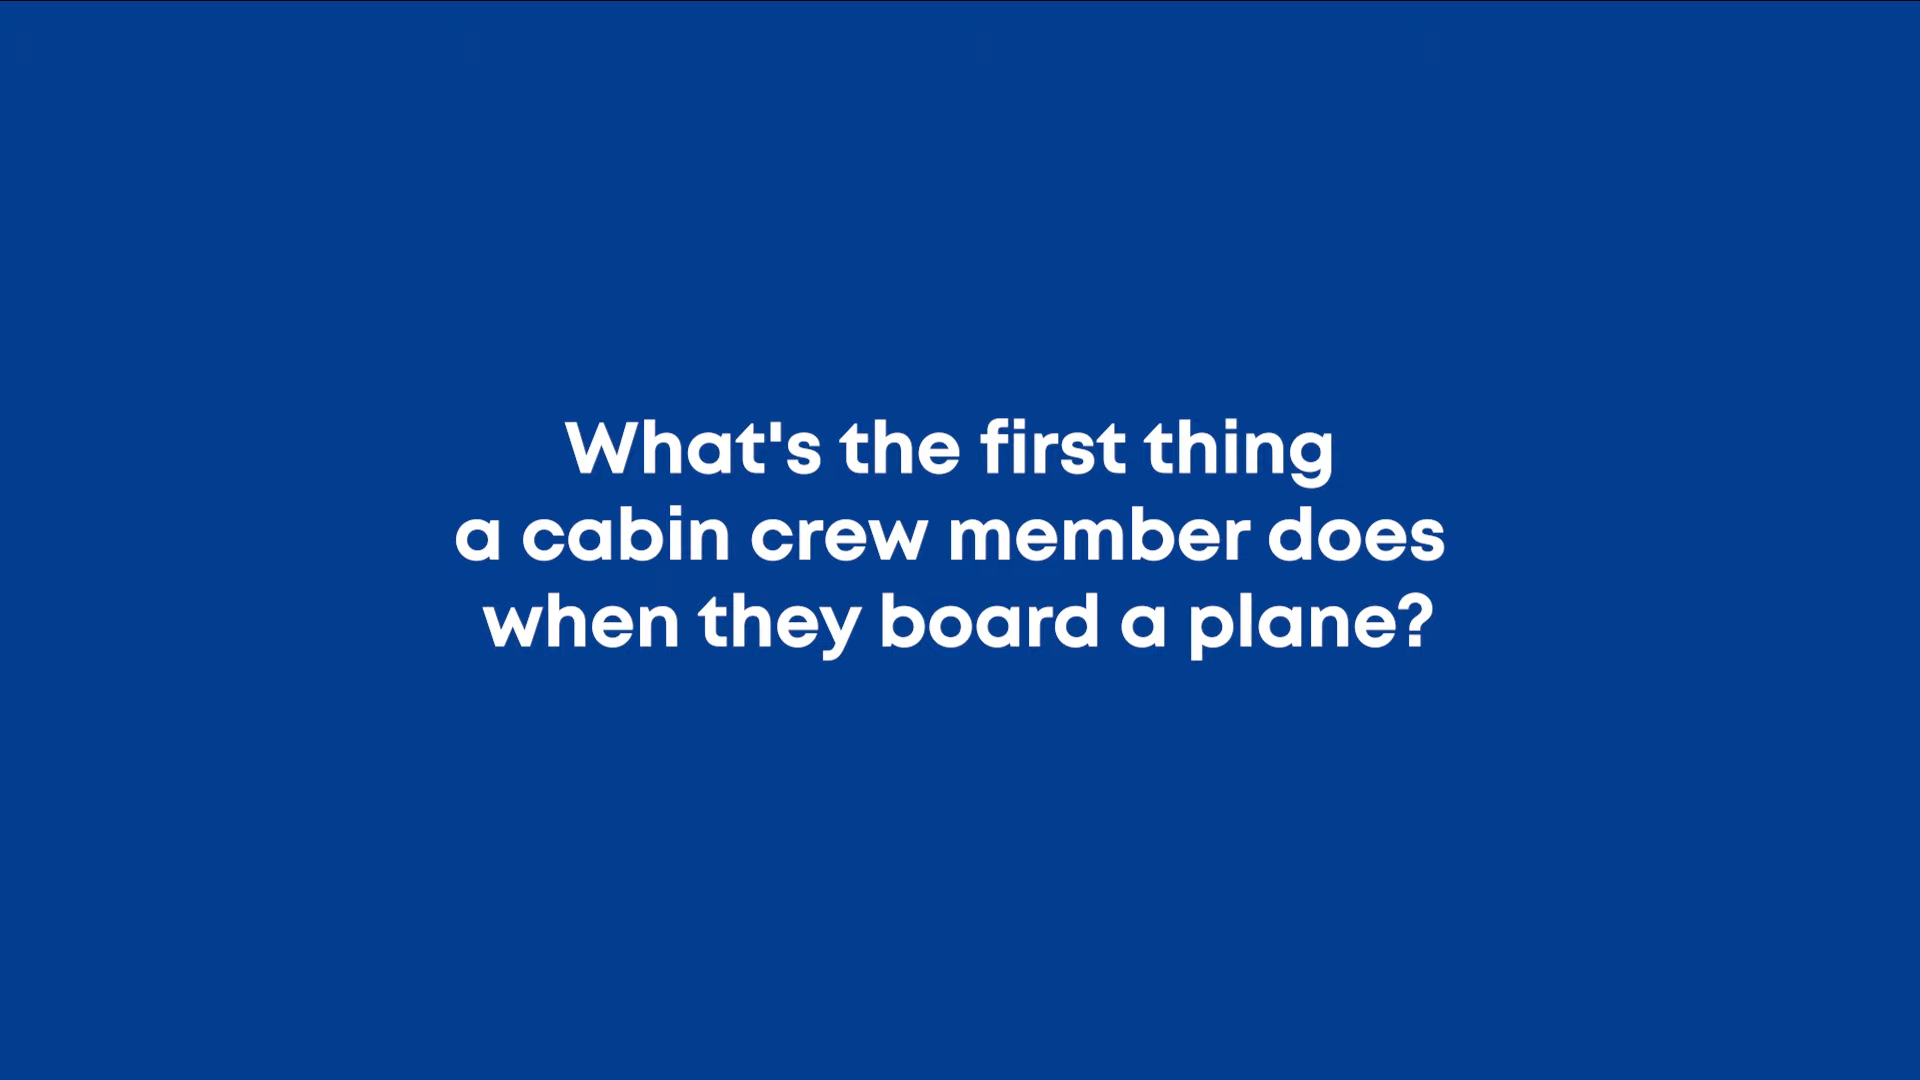 What's the first thing
a cabin crew member does
when they board a plane?